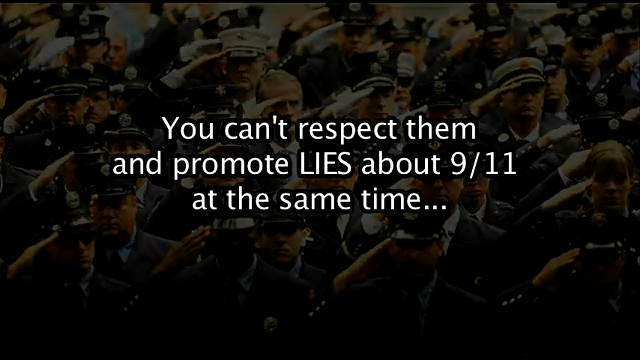 You can't respect them
and promote LIES about 9/11
at the same time...